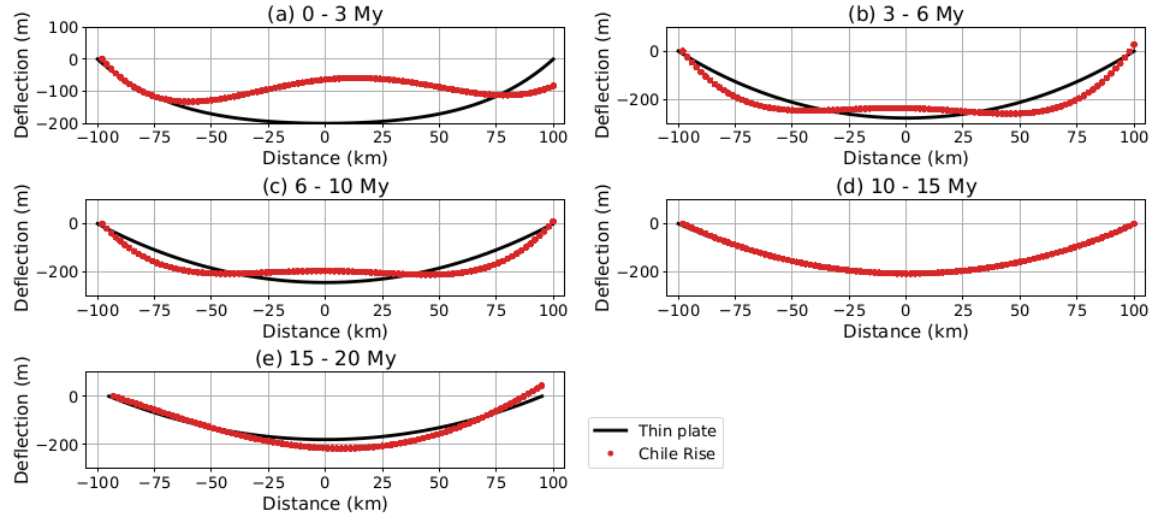 (a) 0 - 3 My
Deflection (m)
100
0
−100
−200
−100 −75 −50 −25 0 25 50 75 100
Distance (km)
(b) 3 - 6 My
Deflection (m)
0
−200
−100 −75 −50 −25 0 25 50 75 100
Distance (km)
(c) 6 - 10 My
Deflection (m)
0
−200
−100 −75 −50 −25 0 25 50 75 100
Distance (km)
(d) 10 - 15 My
Deflection (m)
0
−200
−100 −75 −50 −25 0 25 50 75 100
Distance (km)
(e) 15 - 20 My
Deflection (m)
0
−200
−100 −75 −50 −25 0 25 50 75 100
Distance (km)
Thin plate
Chile Rise